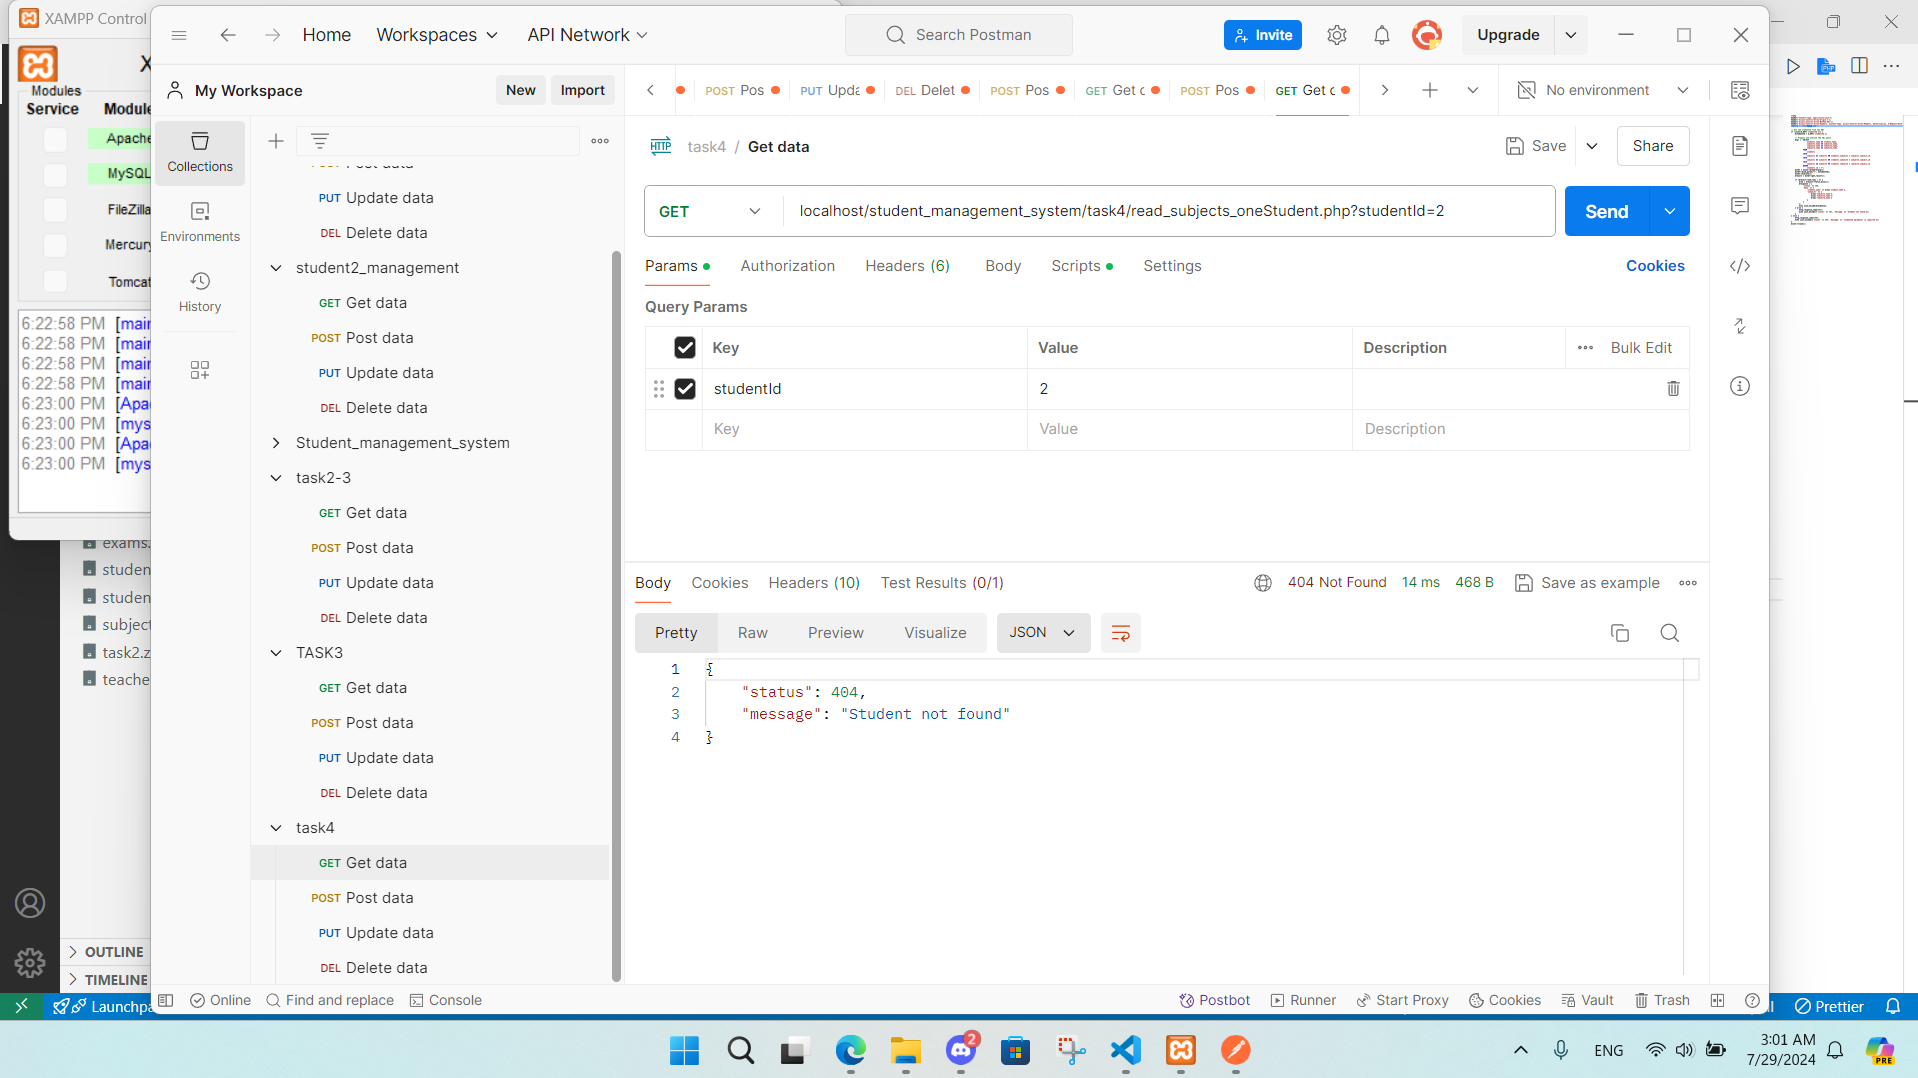 XAMPP Control
Modules
Service
Module
Apache
MySQL
FileZilla
Mercury
Tomcat
6:22:58 PM [main
6:22:58 PM [main
6:22:58 PM [main
6:22:58 PM [main
6:23:00 PM [Apac
6:23:00 PM [mys
6:23:00 PM [Apac
6:23:00 PM [mys
exams.
studen
studen
subject
task2.z
teache
OUTLINE
TIMELINE
Launchpa
Home
Workspaces
API Network
Search Postman
Invite
Upgrade
My Workspace
New
Import
POST Pos
PUT Upda
DEL Delet
POST Pos
GET Get c
POST Pos
GET Get c
No environment
Collections
Environments
History
Post data
PUT Update data
DEL Delete data
student2_management
GET Get data
POST Post data
PUT Update data
DEL Delete data
Student_management_system
task2-3
GET Get data
POST Post data
PUT Update data
DEL Delete data
TASK3
GET Get data
POST Post data
PUT Update data
DEL Delete data
task4
GET Get data
POST Post data
PUT Update data
DEL Delete data
HTTP task4 / Get data
Save
Share
GET
localhost/student_management_system/task4/read_subjects_oneStudent.php?studentId=2
Send
Params
Authorization
Headers (6)
Body
Scripts
Settings
Cookies
Query Params
Key
Value
Description
Bulk Edit
studentId
2
Key
Value
Description
Body
Cookies
Headers (10)
Test Results (0/1)
404 Not Found
14 ms
468 B
Save as example
Pretty
Raw
Preview
Visualize
JSON
1 {
2 "status": 404,
3 "message": "Student not found"
4 }
Online
Find and replace
Console
Postbot
Runner
Start Proxy
Cookies
Vault
Trash
Prettier
2
ENG
3:01 AM
7/29/2024
PRE